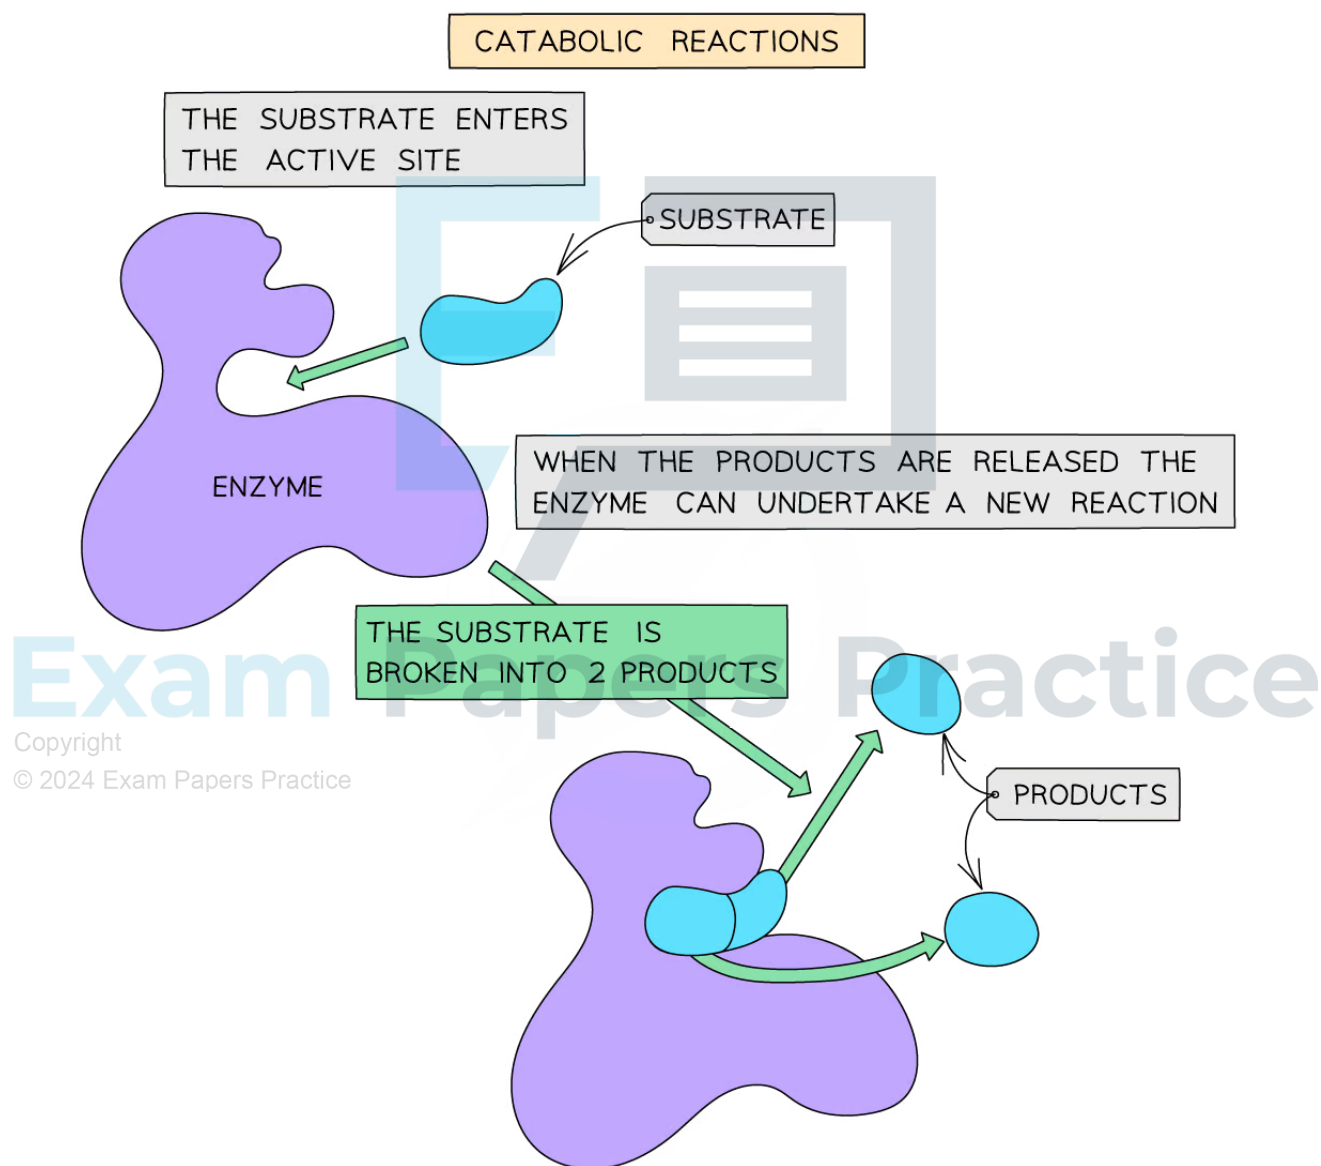 CATABOLIC REACTIONS
THE SUBSTRATE ENTERS
THE ACTIVE SITE
SUBSTRATE
ENZYME
WHEN THE PRODUCTS ARE RELEASED THE
ENZYME CAN UNDERTAKE A NEW REACTION
THE SUBSTRATE IS
BROKEN INTO 2 PRODUCTS
Exam Papers Practice
Copyright
© 2024 Exam Papers Practice
PRODUCTS